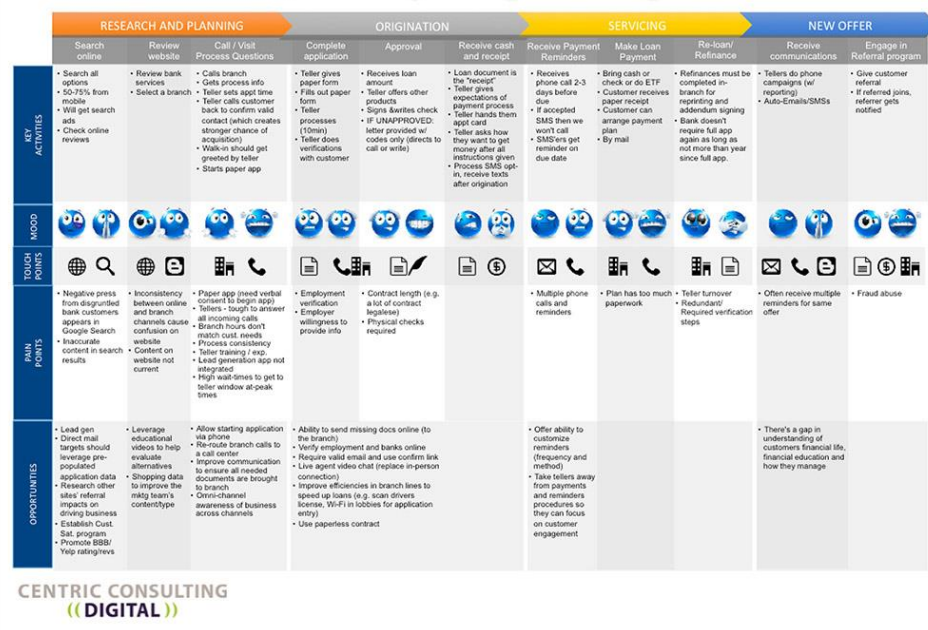 RESEARCH AND PLANNING
ORIGINATION
SERVICING
NEW OFFER
Search
online
Review
website
Call / Visit
Process Questions
Complete
application
Approval
Receive cash
and receipt
Receive Payment
Reminders
Make Loan
Payment
Re-loan/
Refinance
Receive
communications
Engage in
Referral program
KEY
ACTIVITIES
• Search all
options
• 50-75% from
mobile
• Will get search
ads
• Check online
reviews
• Review bank
services
• Select a branch
• Calls branch
• Gets process info
• Teller sets appt time
• Teller calls customer
back to confirm valid
contact (which creates
stronger chance of
acquisition)
• Walk-in should get
greeted by teller
• Starts paper app
• Teller gives
paper form
• Fills out paper
form
• Teller
processes
(10min)
• Teller does
verifications
with customer
• Receives loan
amount
• Teller offers other
products
• Signs &writes check
• IF UNAPPROVED:
letter provided w/
codes only (directs to
call or write)
• Loan document is
the "receipt"
• Teller gives
expectations of
payment process
• Teller hands them
appt card
• Teller asks how
they want to get
money after all
instructions given
• Process SMS opt-
in, receive texts
after origination
• Receives
phone call 2-3
days before
due
• If accepted
SMS then we
won't call
• SMS'ers get
reminder on
due date
• Bring cash or
check or do ETF
• Customer receives
paper receipt
• Customer can
arrange payment
plan
• By mail
• Refinances must be
completed in-
branch for
reprinting and
addendum signing
• Bank doesn't
require full app
again as long as
not more than year
since full app.
• Tellers do phone
campaigns (w/
reporting)
• Auto-Emails/SMSs
• Give customer
referral
• If referred joins,
referrer gets
notified
MOOD
TOUCH
POINTS
PAIN
POINTS
• Negative press
from disgruntled
bank customers
appears in
Google Search
• Inaccurate
content in search
results
• Inconsistency
between online
and branch
channels cause
confusion on
website
• Content on
website not
current
• Paper app (need verbal
consent to begin app)
• Tellers - tough to answer
all incoming calls
• Branch hours don't
match cust. needs
• Process consistency
• Teller training / exp.
• Lead generation app not
integrated
• High wait-times to get to
teller window at-peak
times
• Employment
verification
• Employer
willingness to
provide info
• Contract length (e.g.
a lot of contract
legalese)
• Physical checks
required
• Multiple phone
calls and
reminders
• Plan has too much
paperwork
• Teller turnover
• Redundant/
Required verification
steps
• Often receive multiple
reminders for same
offer
• Fraud abuse
OPPORTUNITIES
• Lead gen
• Direct mail
targets should
leverage pre-
populated
application data
• Research other
sites' referral
impacts on
driving business
• Establish Cust.
Sat. program
• Promote BBB/
Yelp rating/revs
• Leverage
educational
videos to help
evaluate
alternatives
• Shopping data
to improve the
mktg team's
content/type
• Allow starting application
via phone
• Re-route branch calls to
a call center
• Improve communication
to ensure all needed
documents are brought
to branch
• Omni-channel
awareness of business
across channels
• Ability to send missing docs online (to
the branch)
• Verify employment and banks online
• Require valid email and use confirm link
• Live agent video chat (replace in-person
connection)
• Improve efficiencies in branch lines to
speed up loans (e.g. scan drivers
license, Wi-Fi in lobbies for application
entry)
• Use paperless contract
• Offer ability to
customize
reminders
(frequency and
method)
• Take tellers away
from payments
and reminders
procedures so
they can focus
on customer
engagement
• There's a gap in
understanding of
customers financial life,
financial education and
how they manage
CENTRIC CONSULTING
(( DIGITAL ))